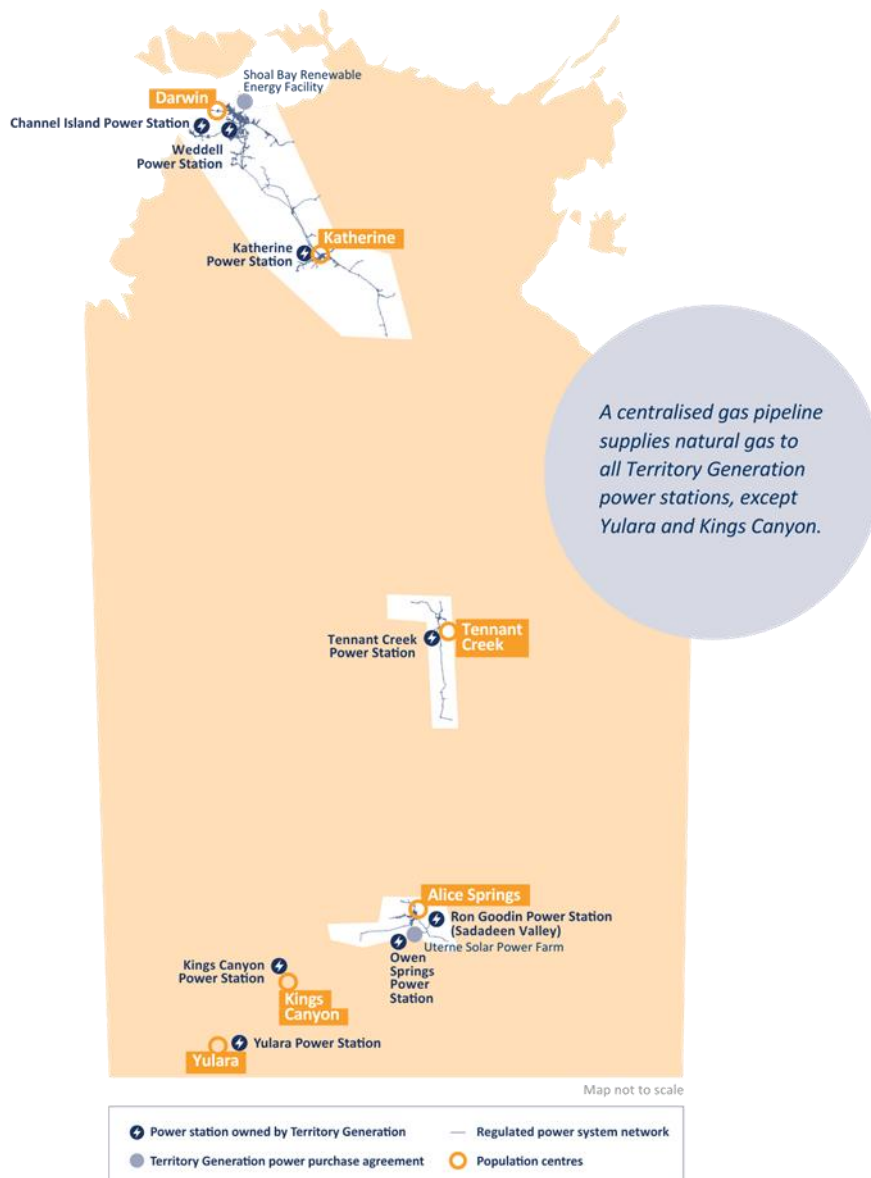 Shoal Bay Renewable
Energy Facility
Darwin
Channel Island Power Station
Weddell
Power Station
Katherine
Katherine
Power Station
A centralised gas pipeline
supplies natural gas to
all Territory Generation
power stations, except
Yulara and Kings Canyon.
Tennant
Creek
Tennant Creek
Power Station
Alice Springs
Ron Goodin Power Station
(Sadadeen Valley)
Uterne Solar Power Farm
Owen
Springs
Power
Station
Kings Canyon
Power Station
Kings
Canyon
Yulara Power Station
Yulara
Map not to scale
Power station owned by Territory Generation
Regulated power system network
Territory Generation power purchase agreement
Population centres